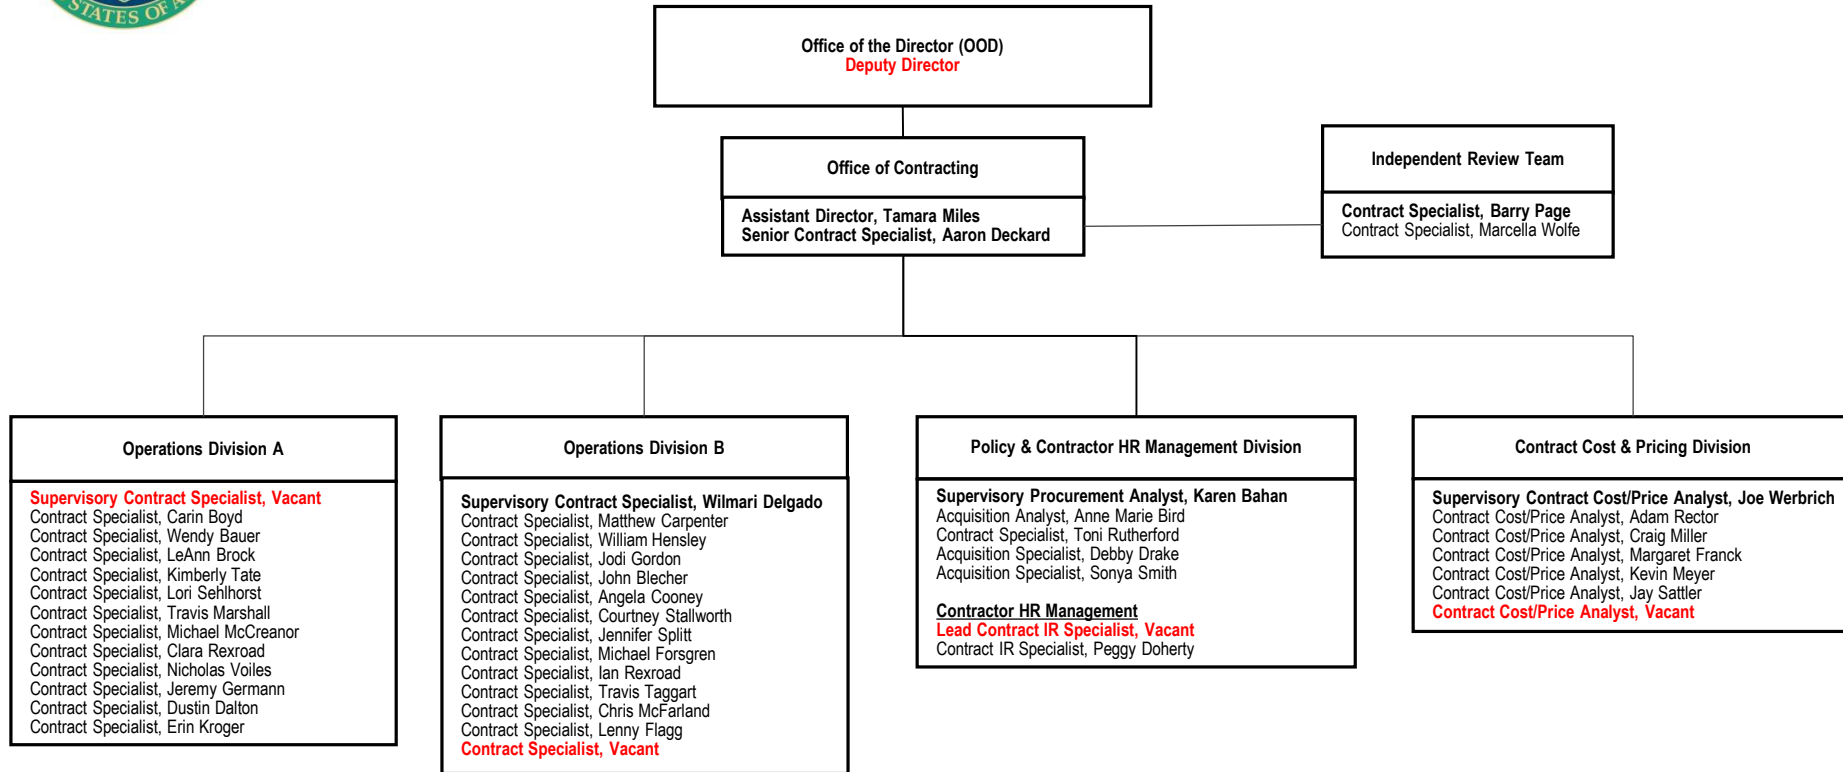 STATES OF A
Office of the Director (OOD)
Deputy Director
Office of Contracting
Assistant Director, Tamara Miles
Senior Contract Specialist, Aaron Deckard
Independent Review Team
Contract Specialist, Barry Page
Contract Specialist, Marcella Wolfe
Operations Division A
Supervisory Contract Specialist, Vacant
Contract Specialist, Carin Boyd
Contract Specialist, Wendy Bauer
Contract Specialist, LeAnn Brock
Contract Specialist, Kimberly Tate
Contract Specialist, Lori Sehlhorst
Contract Specialist, Travis Marshall
Contract Specialist, Michael McCreanor
Contract Specialist, Clara Rexroad
Contract Specialist, Nicholas Voiles
Contract Specialist, Jeremy Germann
Contract Specialist, Dustin Dalton
Contract Specialist, Erin Kroger
Operations Division B
Supervisory Contract Specialist, Wilmari Delgado
Contract Specialist, Matthew Carpenter
Contract Specialist, William Hensley
Contract Specialist, Jodi Gordon
Contract Specialist, John Blecher
Contract Specialist, Angela Cooney
Contract Specialist, Courtney Stallworth
Contract Specialist, Jennifer Splitt
Contract Specialist, Michael Forsgren
Contract Specialist, Ian Rexroad
Contract Specialist, Travis Taggart
Contract Specialist, Chris McFarland
Contract Specialist, Lenny Flagg
Contract Specialist, Vacant
Policy & Contractor HR Management Division
Supervisory Procurement Analyst, Karen Bahan
Acquisition Analyst, Anne Marie Bird
Contract Specialist, Toni Rutherford
Acquisition Specialist, Debby Drake
Acquisition Specialist, Sonya Smith
Contractor HR Management
Lead Contract IR Specialist, Vacant
Contract IR Specialist, Peggy Doherty
Contract Cost & Pricing Division
Supervisory Contract Cost/Price Analyst, Joe Werbrich
Contract Cost/Price Analyst, Adam Rector
Contract Cost/Price Analyst, Craig Miller
Contract Cost/Price Analyst, Margaret Franck
Contract Cost/Price Analyst, Kevin Meyer
Contract Cost/Price Analyst, Jay Sattler
Contract Cost/Price Analyst, Vacant